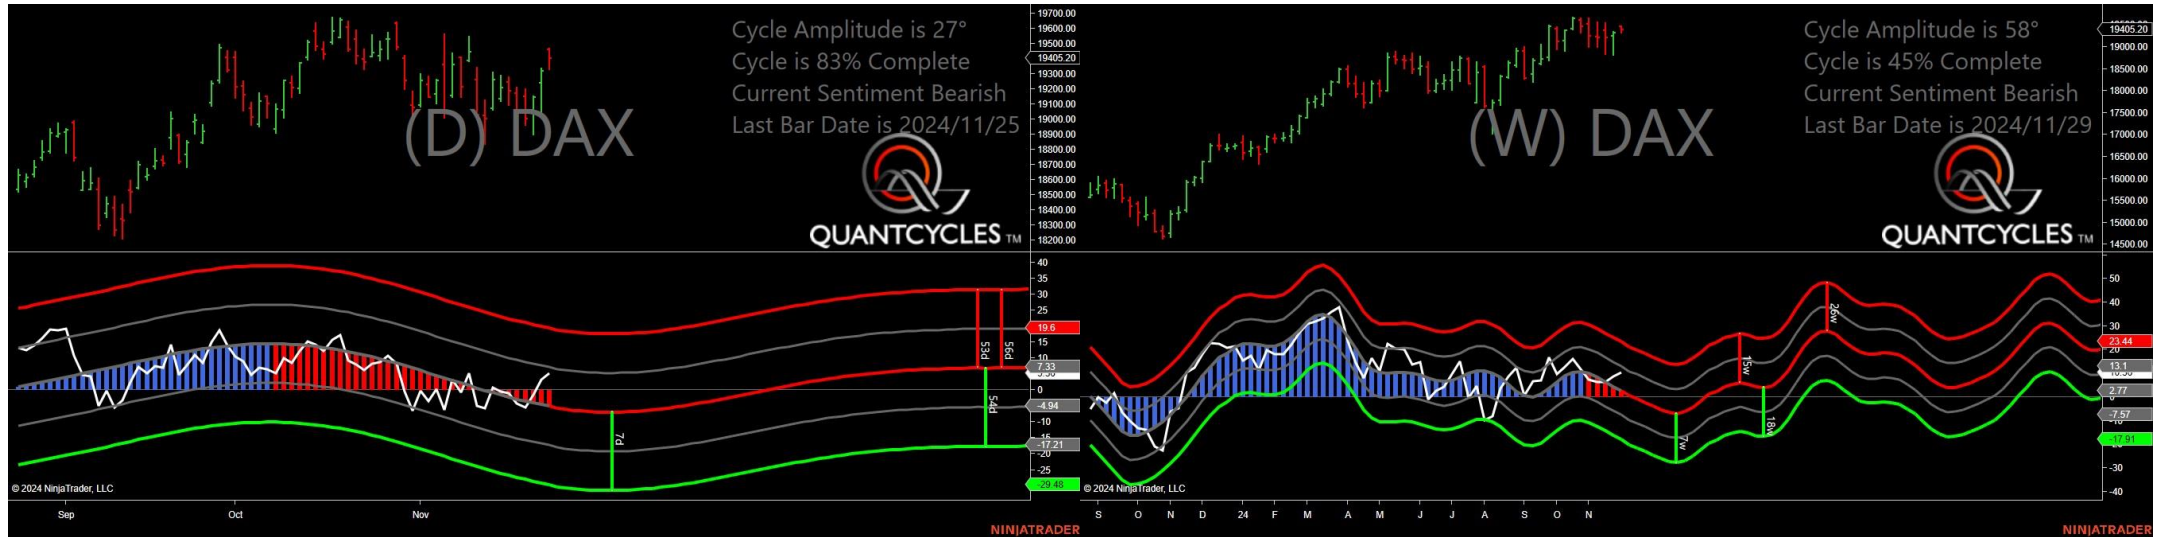 Cycle Amplitude is 27°
Cycle is 83% Complete
Current Sentiment Bearish
Last Bar Date is 2024/11/25
(D) DAX
QUANTCYCLES TM
19700.00
19600.00
19500.00
19405.20
19300.00
19200.00
19100.00
19000.00
18900.00
18800.00
18700.00
18600.00
18500.00
18400.00
18300.00
18200.00
40
35
30
25
19.6
15
10
7.33
0
-4.94
-10
-15
-17.21
-20
-25
-29.48
7d
53d
56d
54d
© 2024 NinjaTrader, LLC
Sep Oct Nov
NINJATRADER
Cycle Amplitude is 58°
Cycle is 45% Complete
Current Sentiment Bearish
Last Bar Date is 2024/11/29
(W) DAX
QUANTCYCLES TM
19405.20
19000.00
18500.00
18000.00
17500.00
17000.00
16500.00
16000.00
15500.00
15000.00
14500.00
50
40
30
23.44
20
13.1
2.77
-7.57
-17.91
-30
-40
7w
15w
18w
26w
© 2024 NinjaTrader, LLC
S O N D 24 F M A M J J A S O N
NINJATRADER